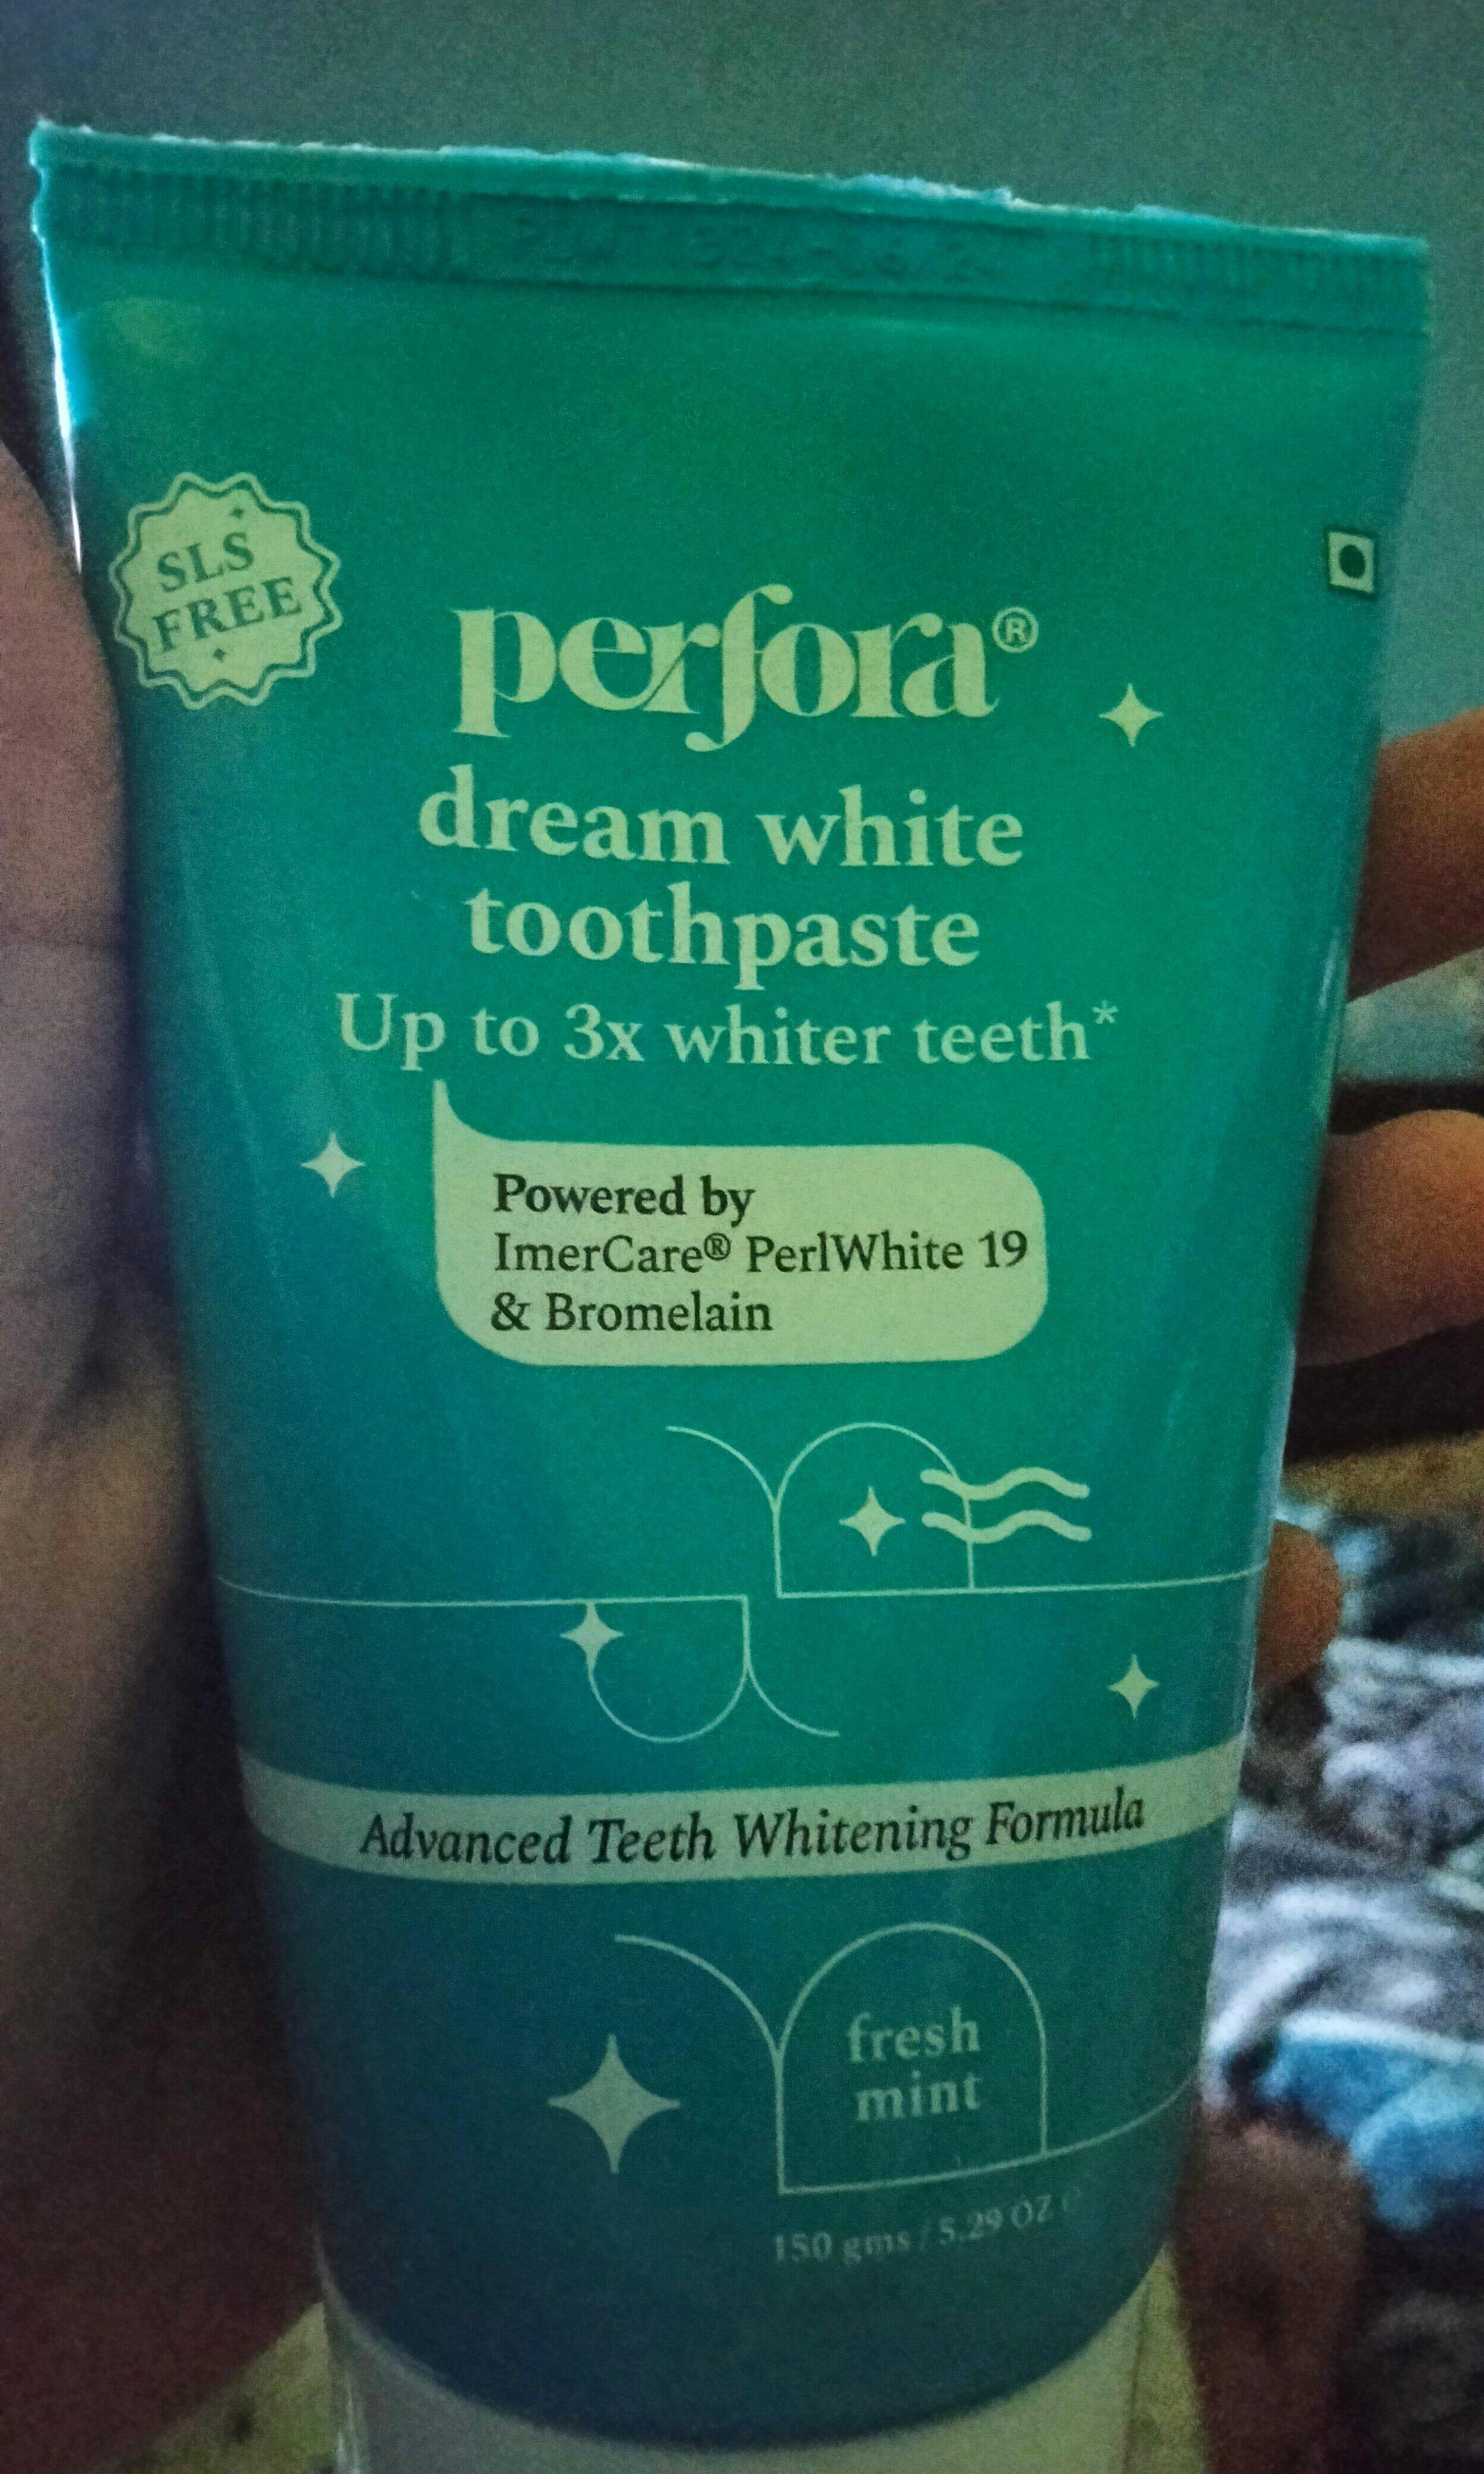 SLS
FREE
perfora®
dream white
toothpaste
Up to 3x whiter teeth*
Powered by
ImerCare® PerlWhite 19
& Bromelain
Advanced Teeth Whitening Formula
fresh
mint
150 gms / 5.29 OZ